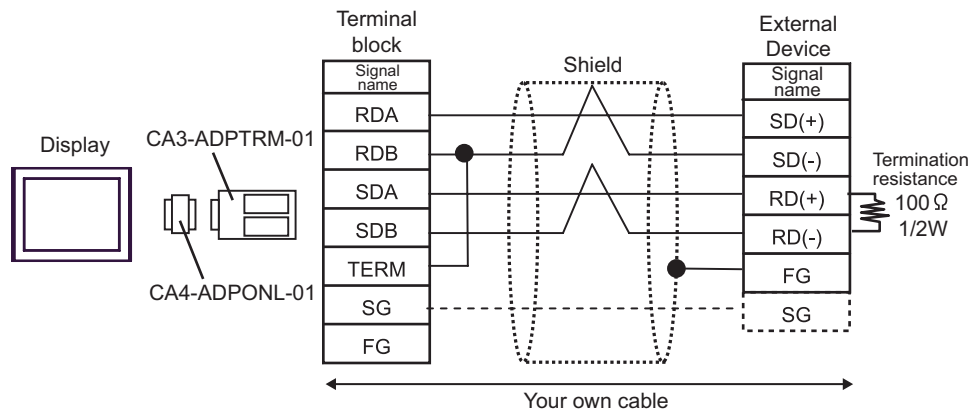 Display
CA3-ADPTRM-01
CA4-ADPONL-01
Terminal
block
Signal
name
RDA
RDB
SDA
SDB
TERM
SG
FG
Shield
External
Device
Signal
name
SD(+)
SD(-)
RD(+)
RD(-)
FG
SG
Termination
resistance
100 Ω
1/2W
Your own cable